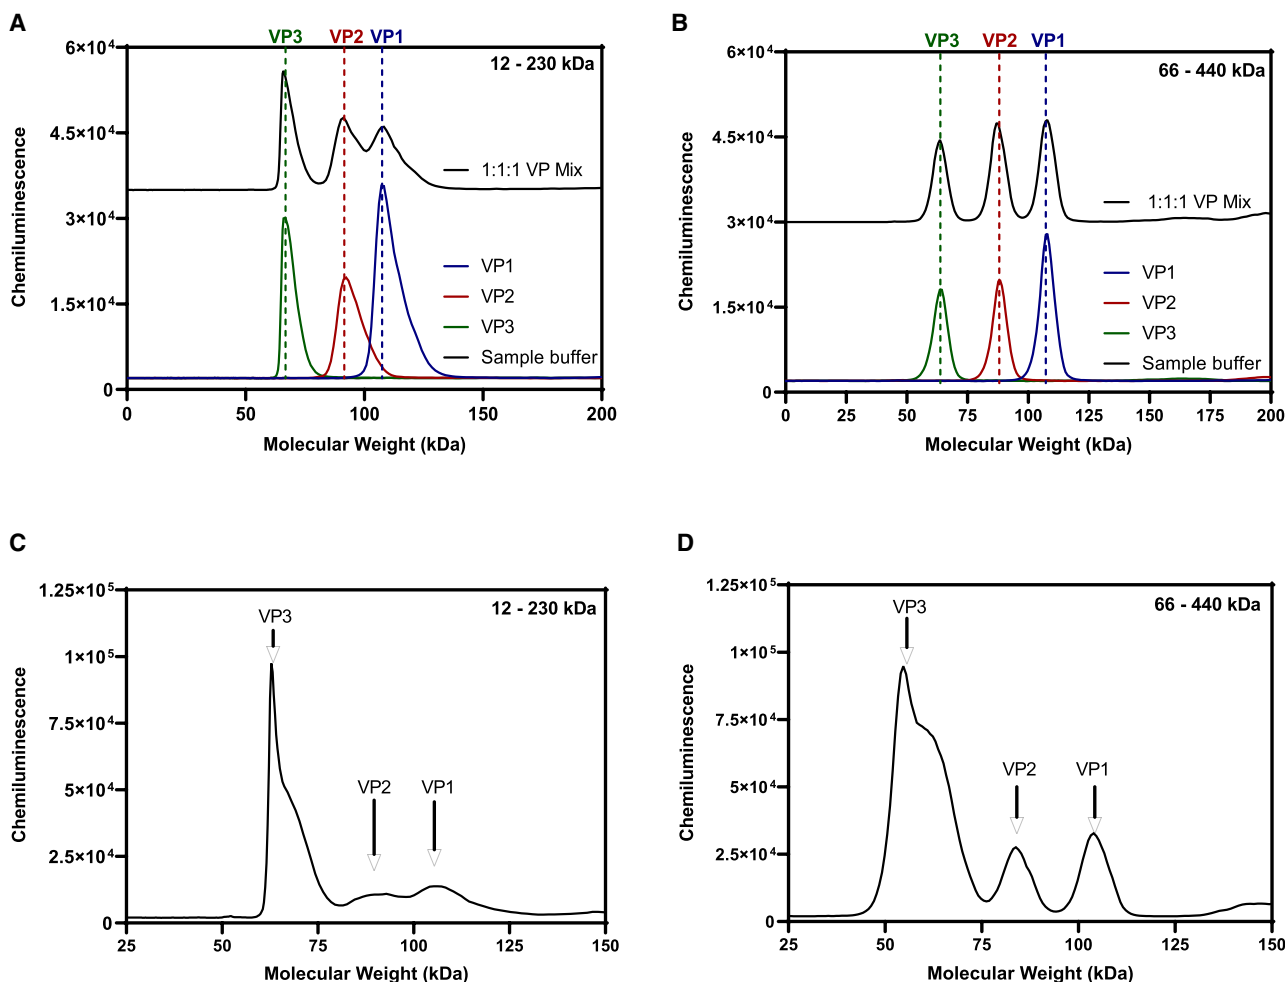 A
VP3 VP2 VP1
12 - 230 kDa
6×10⁴
4.5×10⁴
3×10⁴
1.5×10⁴
0
Chemiluminescence
1:1:1 VP Mix
VP1
VP2
VP3
Sample buffer
0 50 100 150 200
Molecular Weight (kDa)
B
VP3 VP2 VP1
66 - 440 kDa
6×10⁴
4.5×10⁴
3×10⁴
1.5×10⁴
0
Chemiluminescence
1:1:1 VP Mix
VP1
VP2
VP3
Sample buffer
0 25 50 75 100 125 150 175 200
Molecular Weight (kDa)
C
12 - 230 kDa
1.25×10⁵
1×10⁵
7.5×10⁴
5×10⁴
2.5×10⁴
0
Chemiluminescence
VP3
VP2 VP1
25 50 75 100 125 150
Molecular Weight (kDa)
D
66 - 440 kDa
1.25×10⁵
1×10⁵
7.5×10⁴
5×10⁴
2.5×10⁴
0
Chemiluminescence
VP3
VP2 VP1
25 50 75 100 125 150
Molecular Weight (kDa)